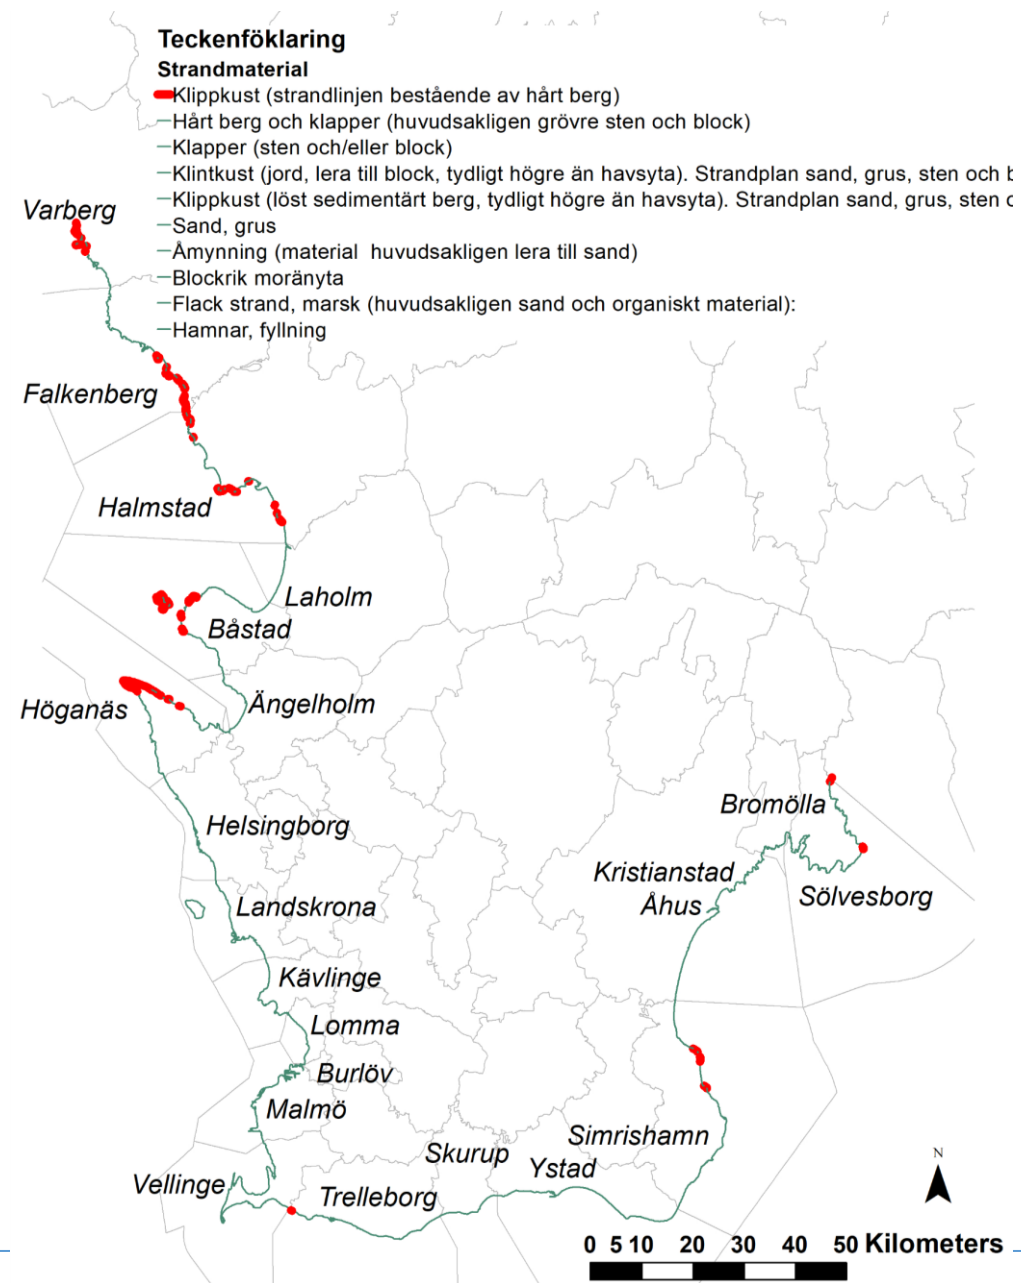 Teckenföklaring
Strandmaterial
Klippkust (strandlinjen bestående av hårt berg)
Hårt berg och klapper (huvudsakligen grövre sten och block)
Klapper (sten och/eller block)
Klintkust (jord, lera till block, tydligt högre än havsyta). Strandplan sand, grus, sten och b
Klippkust (löst sedimentärt berg, tydligt högre än havsyta). Strandplan sand, grus, sten o
Sand, grus
Åmynning (material huvudsakligen lera till sand)
Blockrik moränyta
Flack strand, marsk (huvudsakligen sand och organiskt material):
Hamnar, fyllning
Varberg
Falkenberg
Halmstad
Laholm
Båstad
Ängelholm
Höganäs
Bromölla
Helsingborg
Kristianstad
Åhus
Sölvesborg
Landskrona
Kävlinge
Lomma
Burlöv
Malmö
Simrishamn
Skurup
Ystad
Vellinge
Trelleborg
N
0 5 10 20 30 40 50 Kilometers